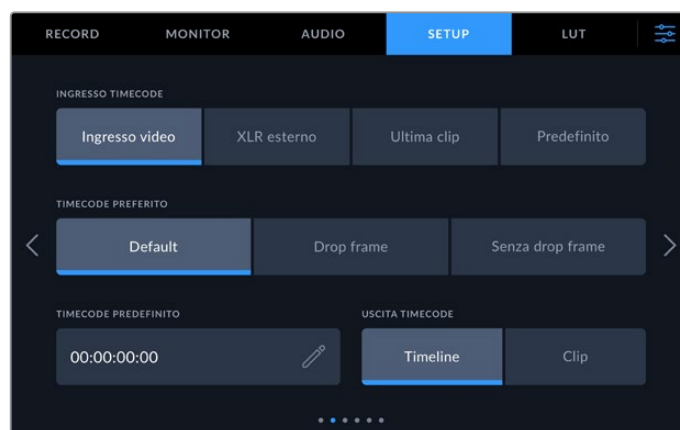 RECORD MONITOR AUDIO SETUP LUT
INGRESSO TIMECODE
Ingresso video XLR esterno Ultima clip Predefinito
TIMECODE PREFERITO
Default Drop frame Senza drop frame
TIMECODE PREDEFINITO USCITA TIMECODE
00:00:00:00 Timeline Clip